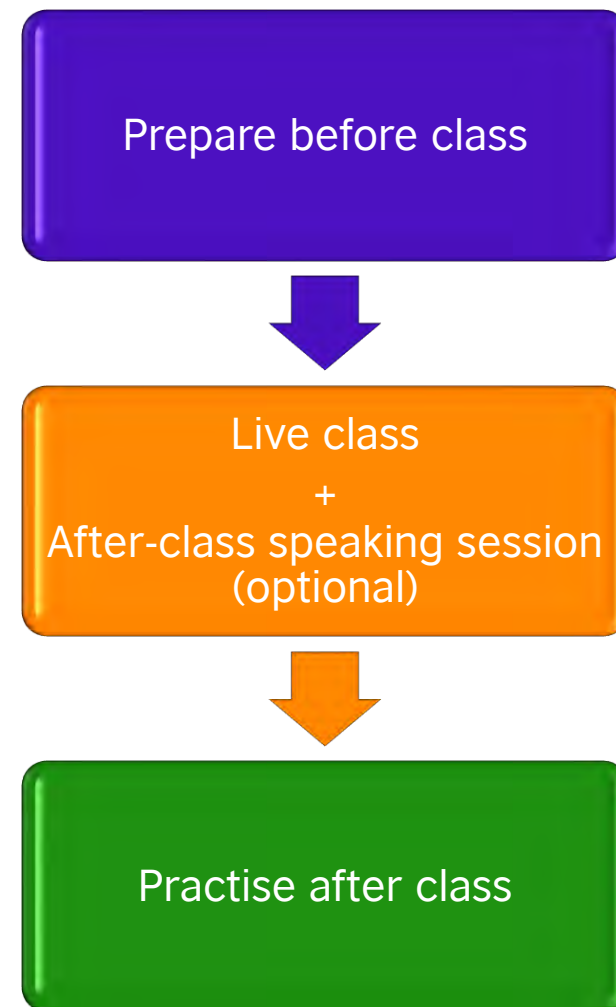 Prepare before class
Live class
+
After-class speaking session
(optional)
Practise after class